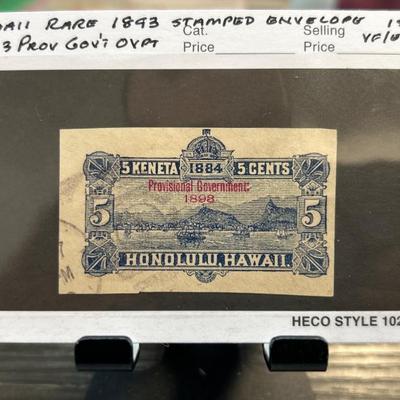 AII RARE 1893 STAMPED ENVELOPE
3 PROV GOV'T OVPT Cat. Price Selling Price VF/
5 KENETA 1884 5 CENTS
Provisional Government
1893
5 5
HONOLULU, HAWAII.
HECO STYLE 102